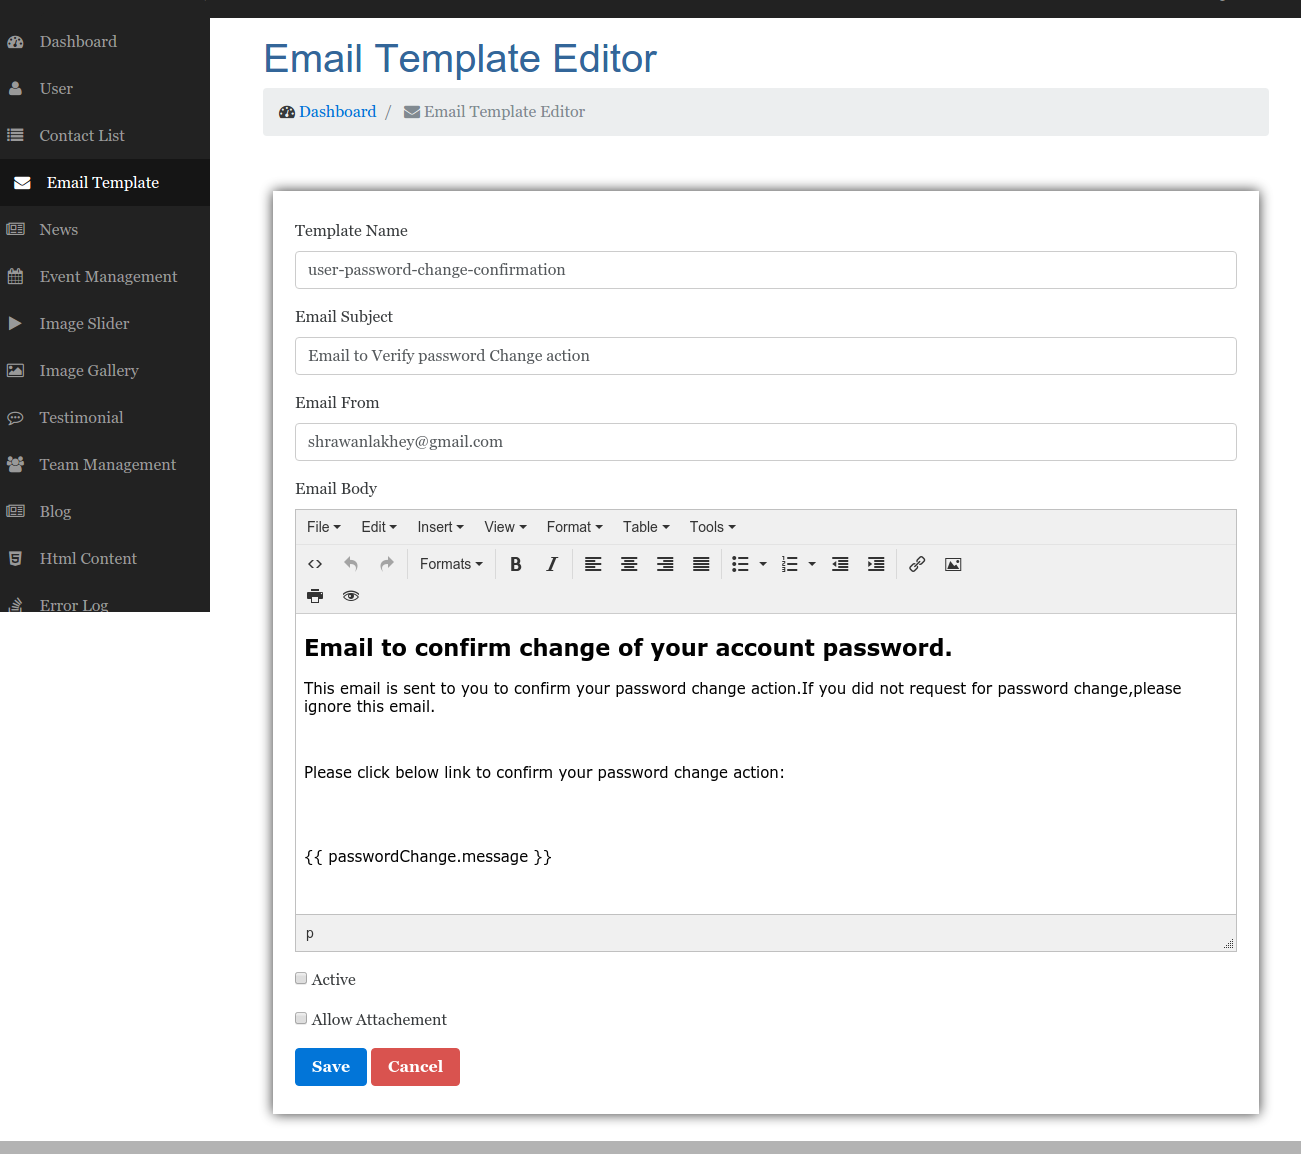 Dashboard
User
Contact List
Email Template
News
Event Management
Image Slider
Image Gallery
Testimonial
Team Management
Blog
Html Content
Error Log
Email Template Editor
Dashboard / Email Template Editor
Template Name
user-password-change-confirmation
Email Subject
Email to Verify password Change action
Email From
shrawanlakhey@gmail.com
Email Body
File Edit Insert View Format Table Tools
Formats B I
Email to confirm change of your account password.
This email is sent to you to confirm your password change action.If you did not request for password change,please
ignore this email.
Please click below link to confirm your password change action:
{{ passwordChange.message }}
p
Active
Allow Attachement
Save Cancel